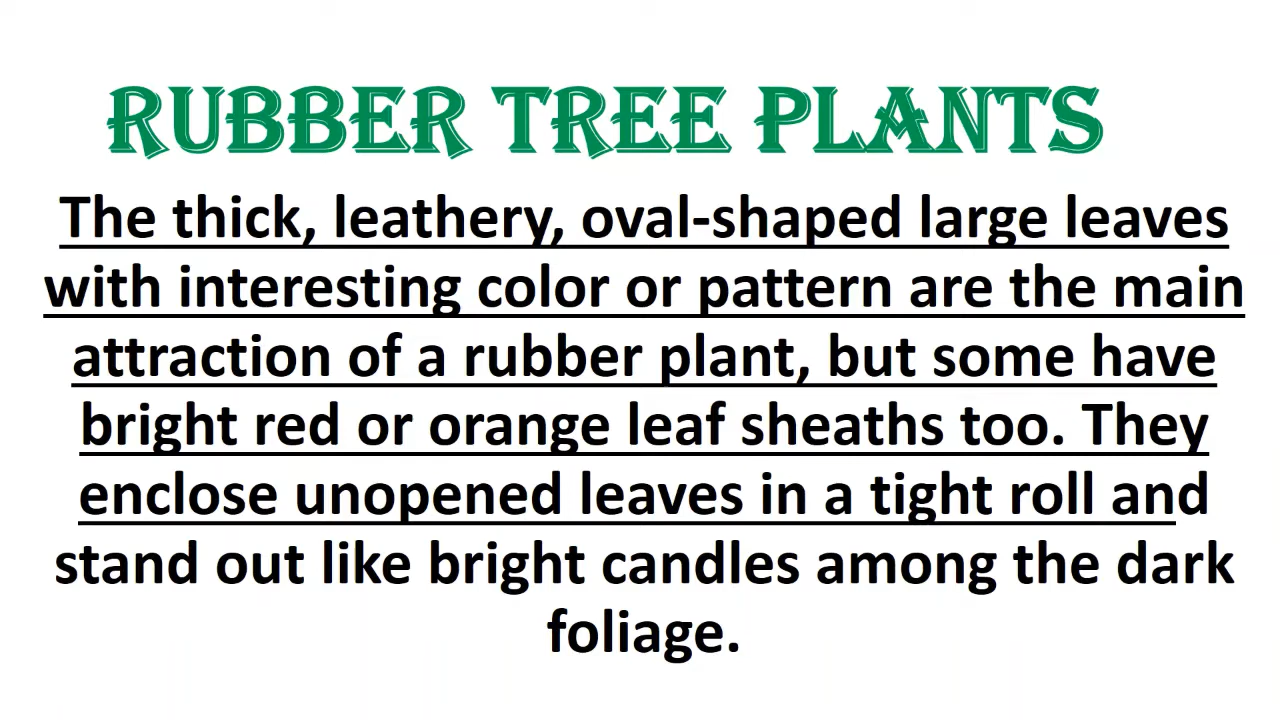 RUBBER TREE PLANTS
The thick, leathery, oval-shaped large leaves
with interesting color or pattern are the main
attraction of a rubber plant, but some have
bright red or orange leaf sheaths too. They
enclose unopened leaves in a tight roll and
stand out like bright candles among the dark
foliage.